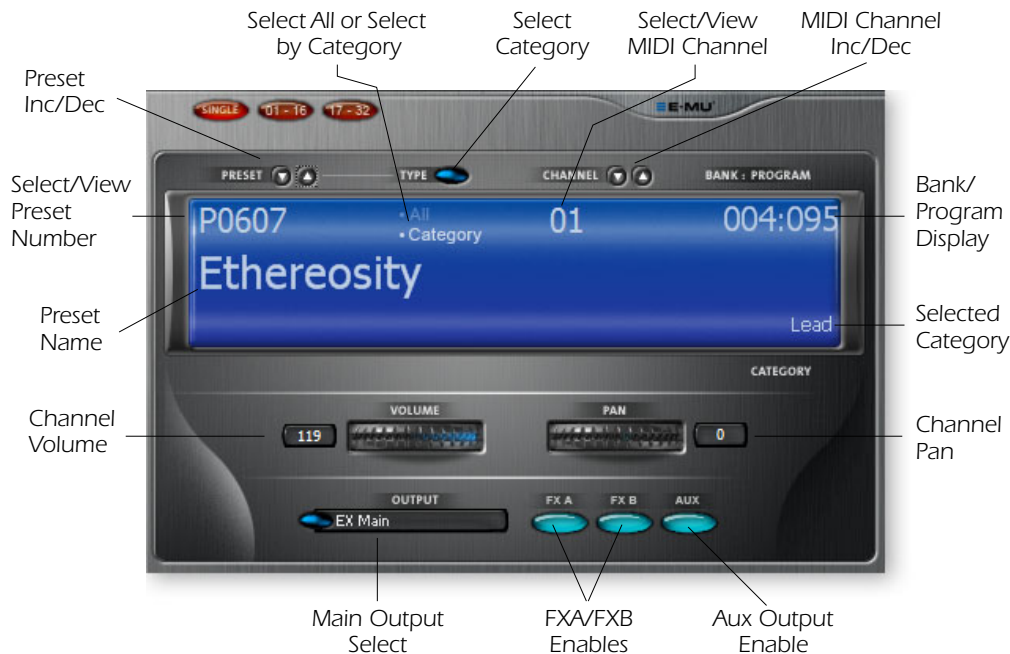 Select All or Select
by Category
Select
Category
Select/View
MIDI Channel
MIDI Channel
Inc/Dec
Preset
Inc/Dec
SINGLE
01 - 16
17 - 32
E-MU
PRESET
TYPE
CHANNEL
BANK : PROGRAM
Select/View
Preset
Number
P0607
• All
• Category
01
004:095
Bank/
Program
Display
Ethereosity
Preset
Name
Lead
Selected
Category
CATEGORY
Channel
Volume
VOLUME
119
PAN
0
Channel
Pan
OUTPUT
EX Main
FX A
FX B
AUX
Main Output
Select
FXA/FXB
Enables
Aux Output
Enable